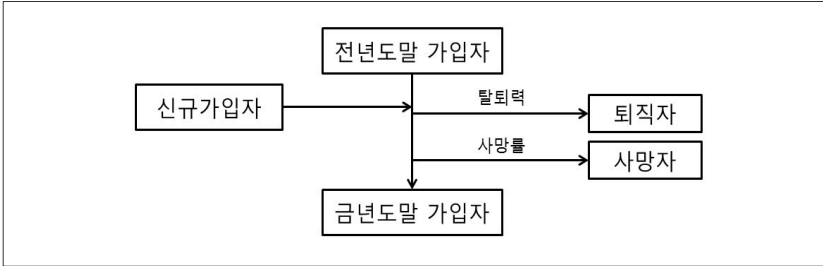 전년도말 가입자
신규가입자
탈퇴력
퇴직자
사망률
사망자
금년도말 가입자